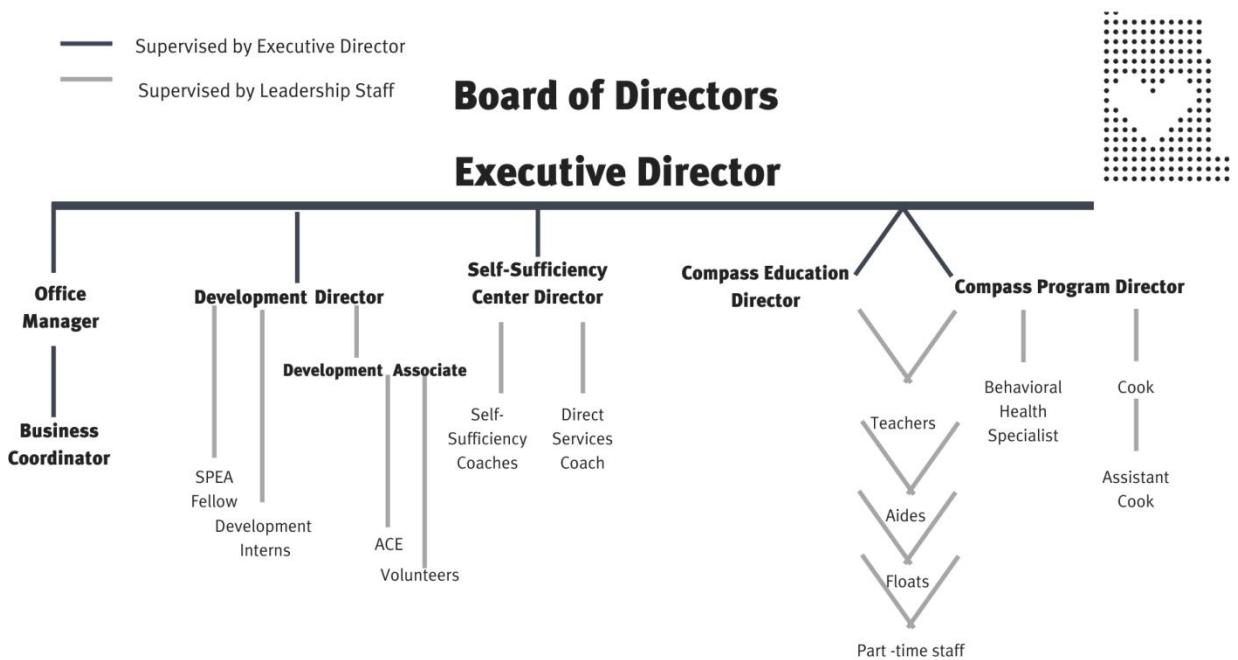 Supervised by Executive Director
Supervised by Leadership Staff
Board of Directors
Executive Director
Office
Manager
Business
Coordinator
Development Director
SPEA
Fellow
Development
Interns
Development Associate
ACE
Volunteers
Self-Sufficiency
Center Director
Self-
Sufficiency
Coaches
Direct
Services
Coach
Compass Education
Director
Compass Program Director
Teachers
Aides
Floats
Part -time staff
Behavioral
Health
Specialist
Cook
Assistant
Cook